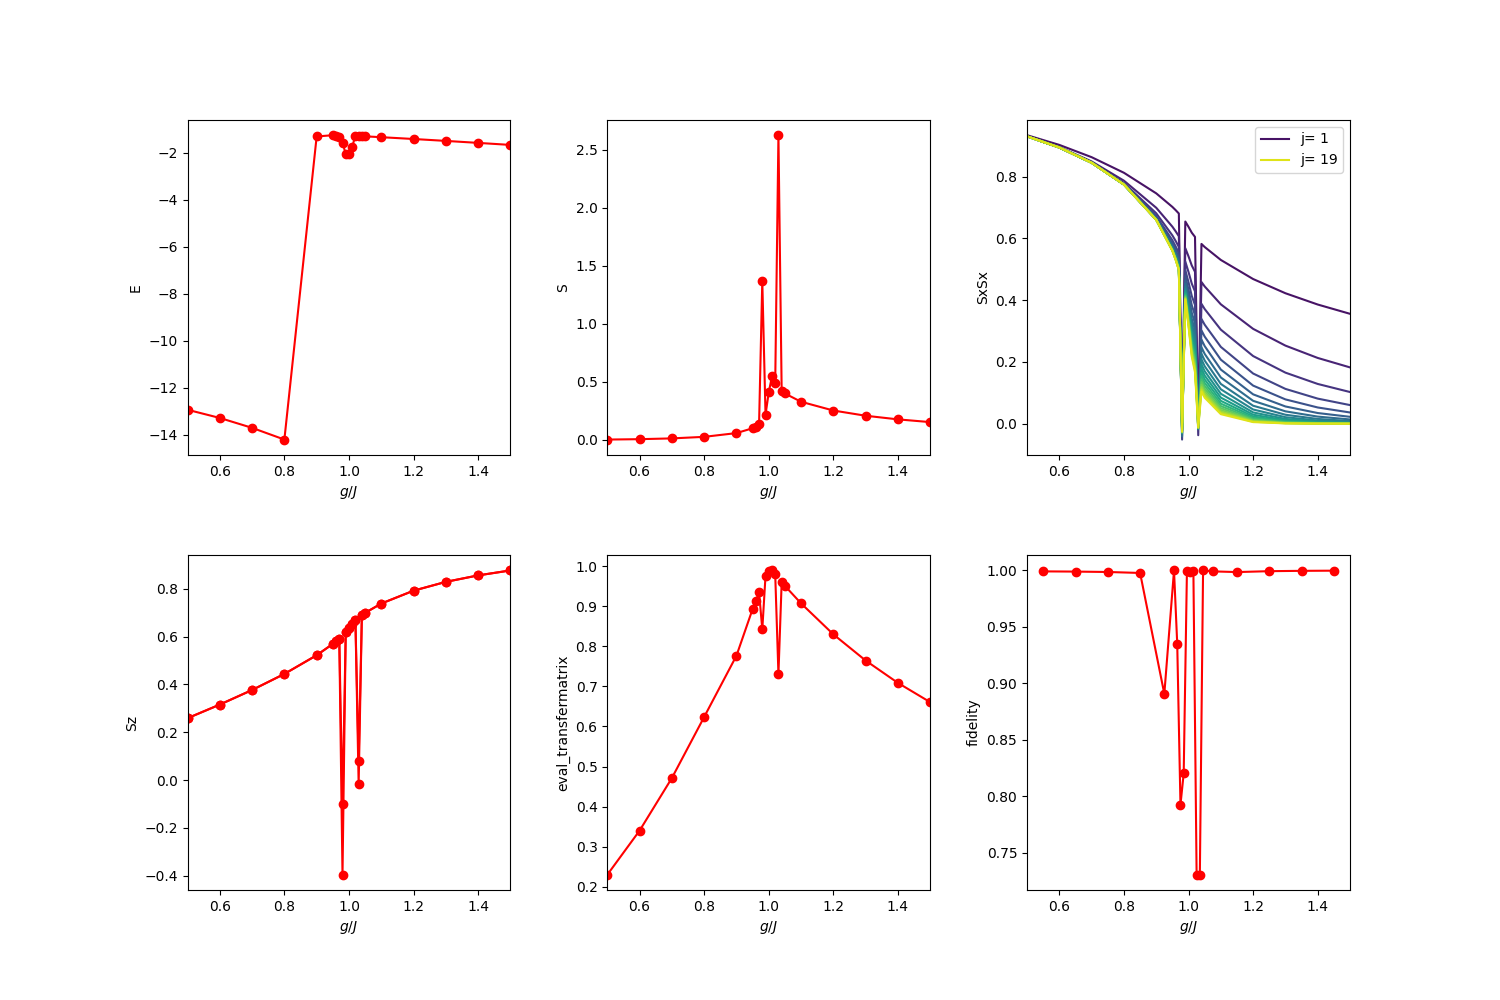 E
−2
−4
−6
−8
−10
−12
−14
0.6 0.8 1.0 1.2 1.4
g/J
S
2.5
2.0
1.5
1.0
0.5
0.0
0.6 0.8 1.0 1.2 1.4
g/J
SxSx
0.8
0.6
0.4
0.2
0.0
j= 1
j= 19
0.6 0.8 1.0 1.2 1.4
g/J
Sz
0.8
0.6
0.4
0.2
0.0
−0.2
−0.4
0.6 0.8 1.0 1.2 1.4
g/J
eval_transfermatrix
1.0
0.9
0.8
0.7
0.6
0.5
0.4
0.3
0.2
0.6 0.8 1.0 1.2 1.4
g/J
fidelity
1.00
0.95
0.90
0.85
0.80
0.75
0.6 0.8 1.0 1.2 1.4
g/J